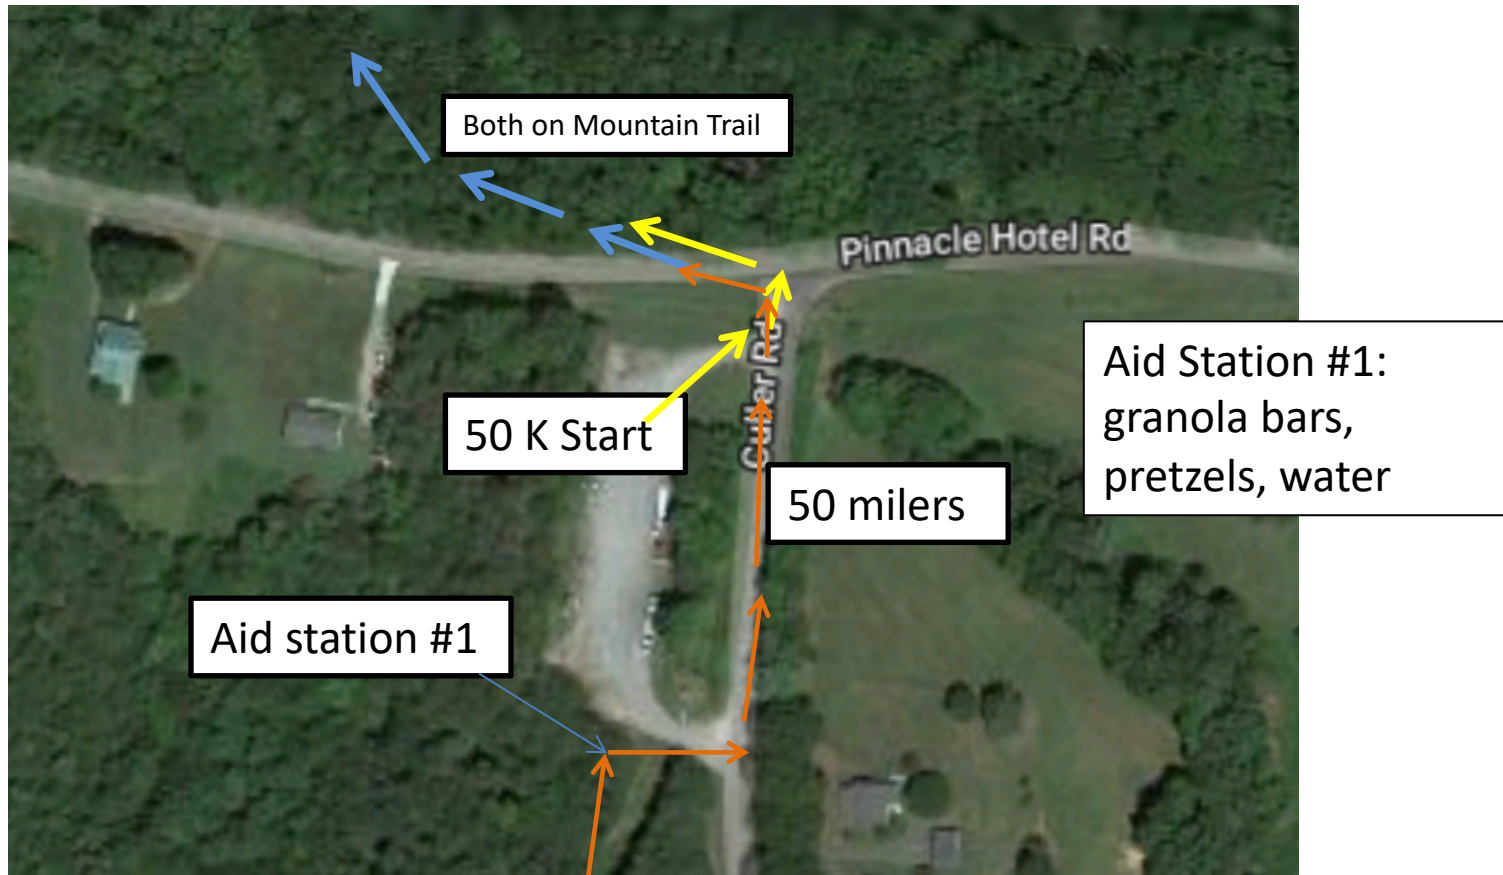 Both on Mountain Trail
Pinnacle Hotel Rd
Culler Rd
50 K Start
50 milers
Aid Station #1:
granola bars,
pretzels, water
Aid station #1